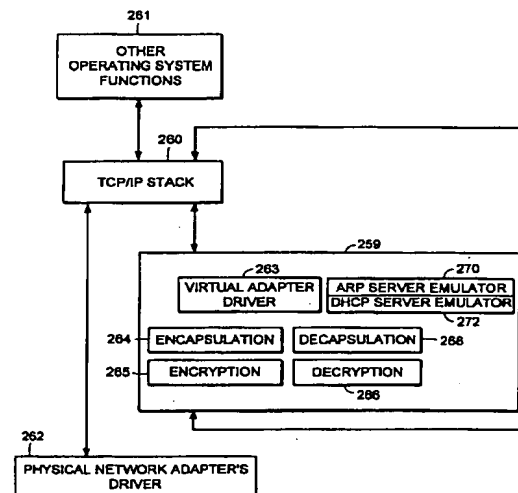 261
OTHER
OPERATING SYSTEM
FUNCTIONS
260
TCP/IP STACK
259
263
VIRTUAL ADAPTER
DRIVER
270
ARP SERVER EMULATOR
DHCP SERVER EMULATOR
272
264
ENCAPSULATION
DECAPSULATION
268
265
ENCRYPTION
DECRYPTION
266
262
PHYSICAL NETWORK ADAPTER'S
DRIVER